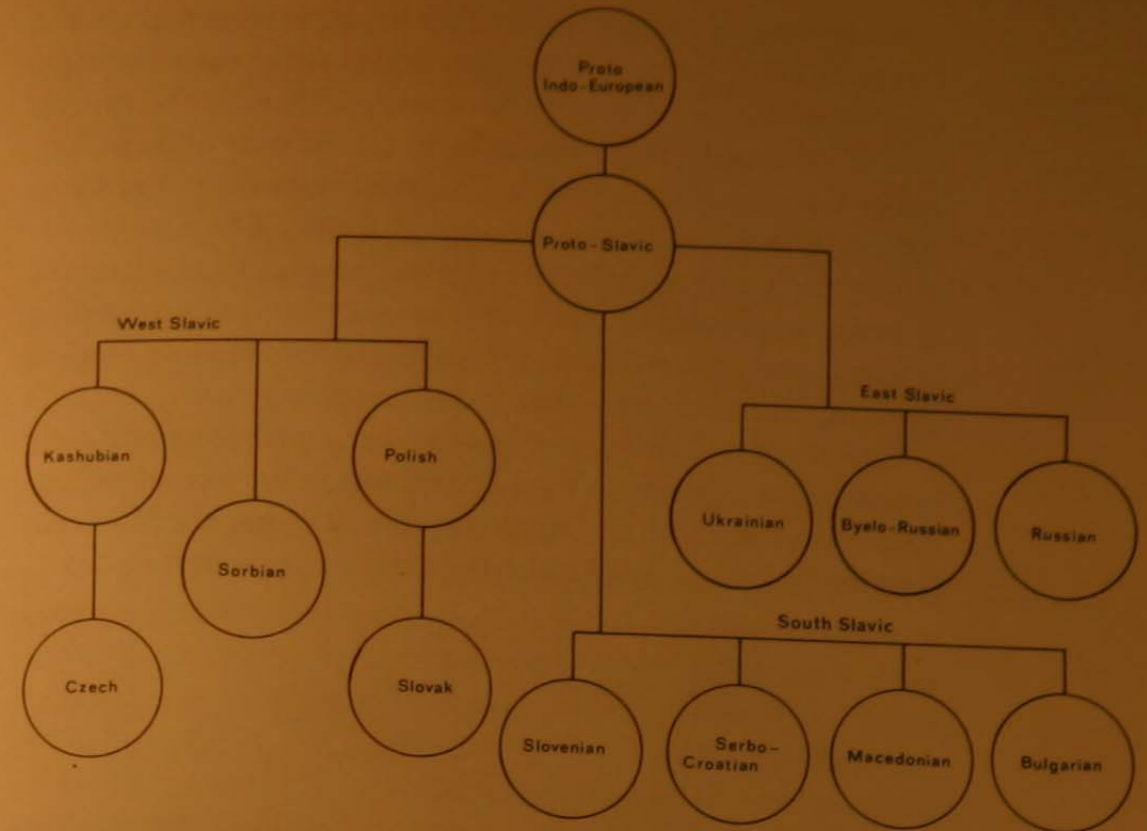 Proto
Indo-European
Proto-Slavic
West Slavic
East Slavic
Kashubian
Polish
Ukrainian
Byelo-Russian
Russian
Sorbian
South Slavic
Czech
Slovak
Slovenian
Serbo-
Croatian
Macedonian
Bulgarian